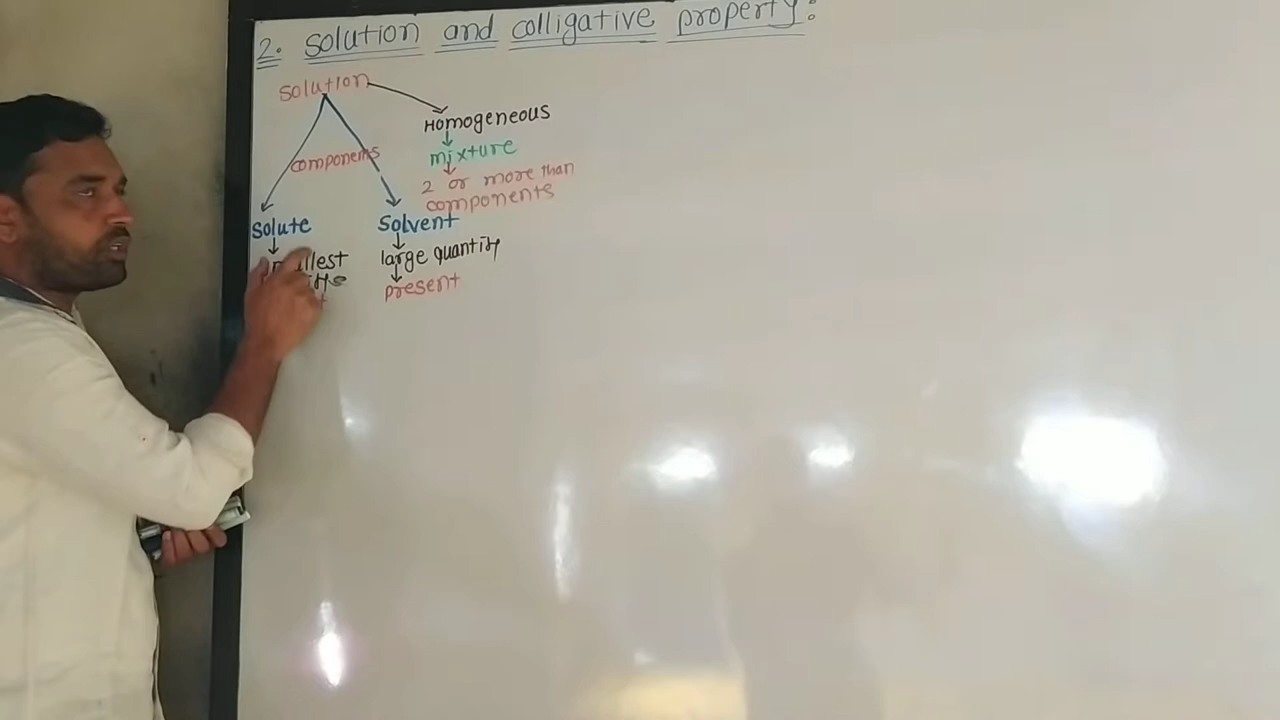 2. solution and colligative property:
solution
Homogeneous
mixture
components
2 or more than
components
Solute
Solvent
large quantity
present